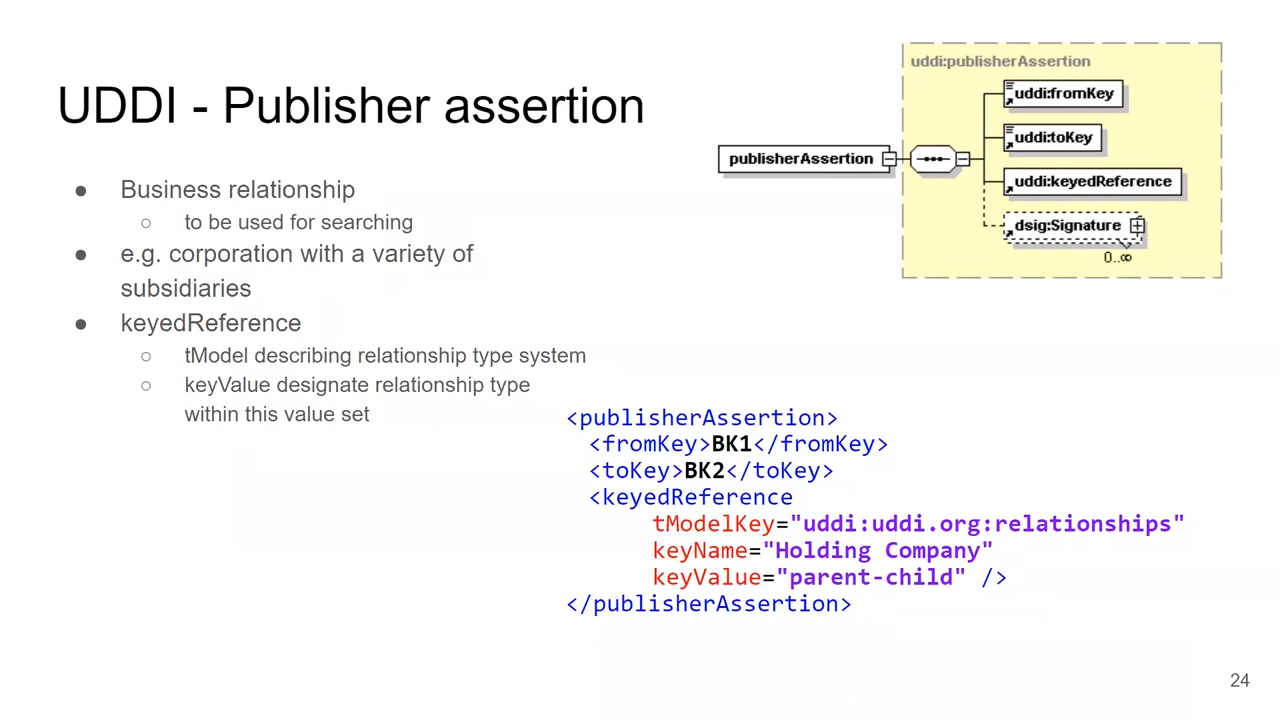 UDDI - Publisher assertion
● Business relationship
○ to be used for searching
● e.g. corporation with a variety of
subsidiaries
● keyedReference
○ tModel describing relationship type system
○ keyValue designate relationship type
within this value set
uddi:publisherAssertion
publisherAssertion
uddi:fromKey
uddi:toKey
uddi:keyedReference
dsig:Signature
0..∞
<publisherAssertion>
<fromKey>BK1</fromKey>
<toKey>BK2</toKey>
<keyedReference
tModelKey="uddi:uddi.org:relationships"
keyName="Holding Company"
keyValue="parent-child" />
</publisherAssertion>
24